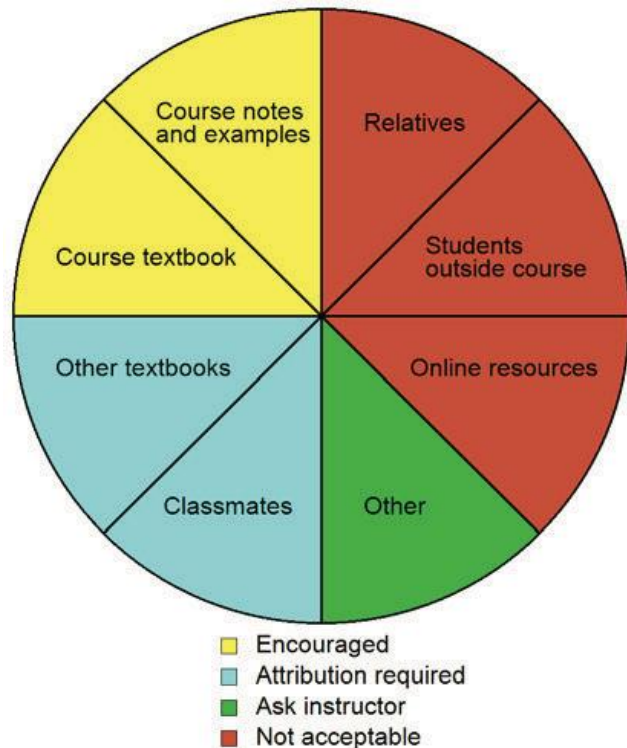 Course notes
and examples
Relatives
Course textbook
Students
outside course
Other textbooks
Online resources
Classmates
Other
Encouraged
Attribution required
Ask instructor
Not acceptable